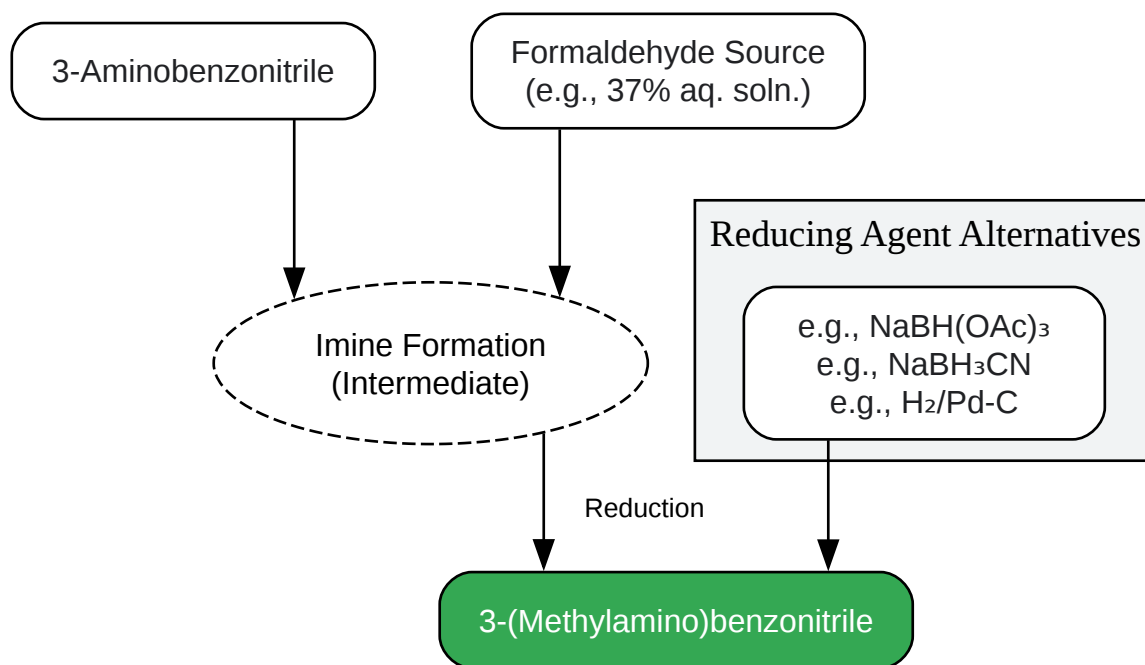 3-Aminobenzonitrile
Formaldehyde Source
(e.g., 37% aq. soln.)
Reducing Agent Alternatives
Imine Formation
(Intermediate)
e.g., NaBH(OAc)₃
e.g., NaBH₃CN
e.g., H₂/Pd-C
Reduction
3-(Methylamino)benzonitrile